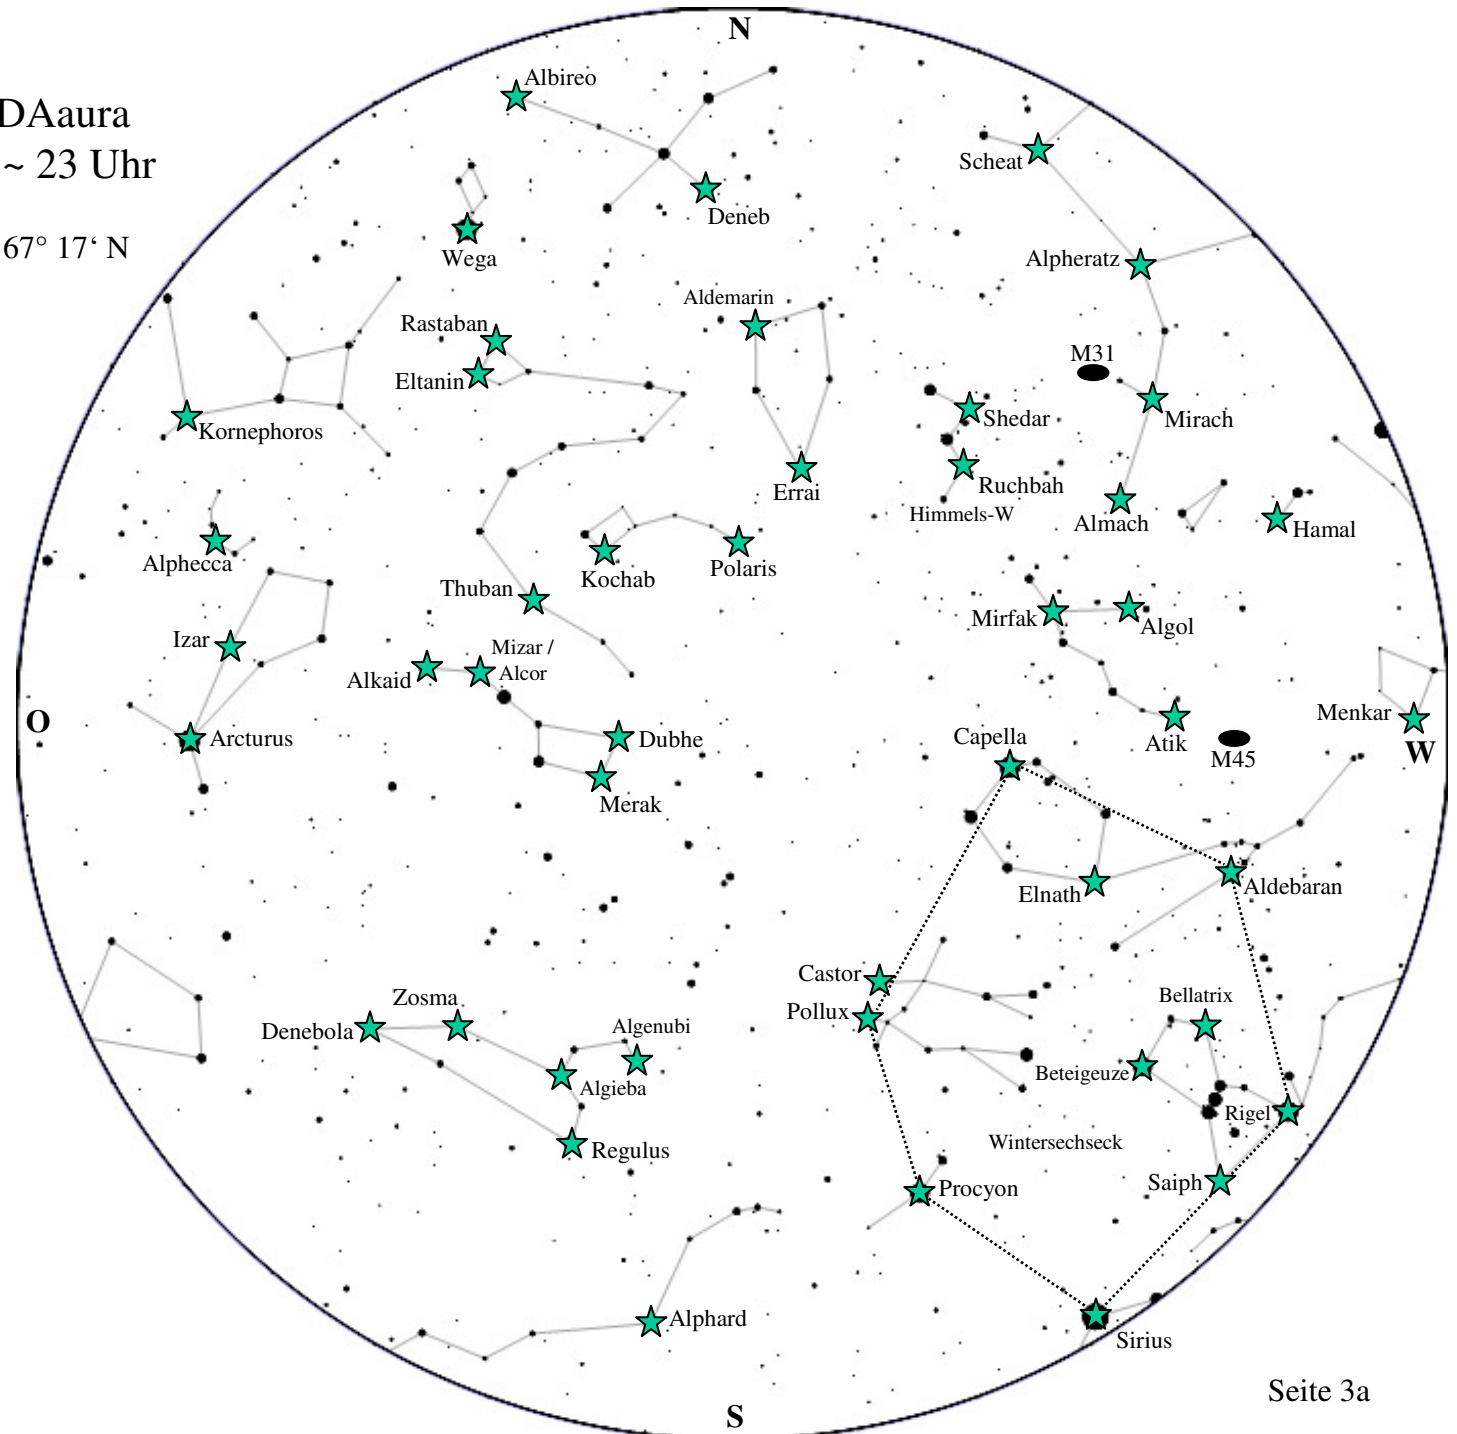 N
Albireo
DAaura
~ 23 Uhr
Scheat
Deneb
67° 17‘ N
Wega
Alpheratz
Aldemarin
Rastaban
M31
Eltanin
Shedar
Mirach
Kornephoros
Ruchbah
Errai
Himmels-W
Almach
Hamal
Alphecca
Polaris
Kochab
Thuban
Mirfak
Algol
Izar
Mizar /
Alcor
Alkaid
Menkar
O
Arcturus
Dubhe
Capella
Atik
W
M45
Merak
Elnath
Aldebaran
Castor
Zosma
Bellatrix
Pollux
Denebola
Algenubi
Beteigeuze
Algieba
Rigel
Wintersechseck
Regulus
Procyon
Saiph
Alphard
Sirius
Seite 3a
S